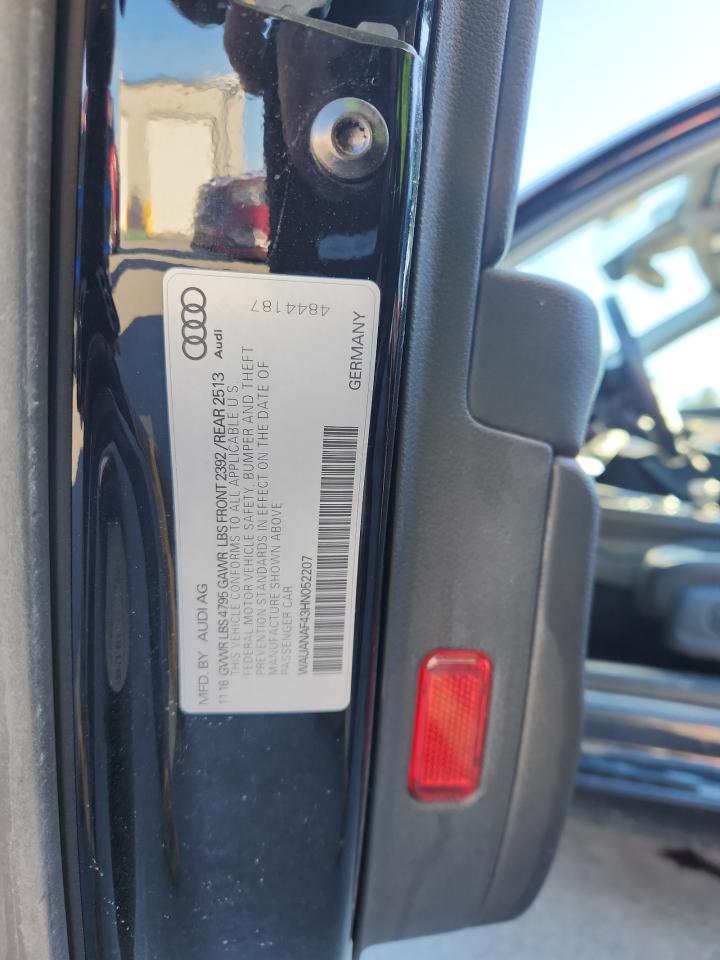 MFD. BY AUDI AG
Audi
11 16 GVWR LBS 4795 GAWR LBS FRONT 2392 / REAR 2513
THIS VEHICLE CONFORMS TO ALL APPLICABLE U S
FEDERAL MOTOR VEHICLE SAFETY, BUMPER AND THEFT
PREVENTION STANDARDS IN EFFECT ON THE DATE OF
MANUFACTURE SHOWN ABOVE
PASSENGER CAR
WAUANAF43HN052207
4844187
GERMANY